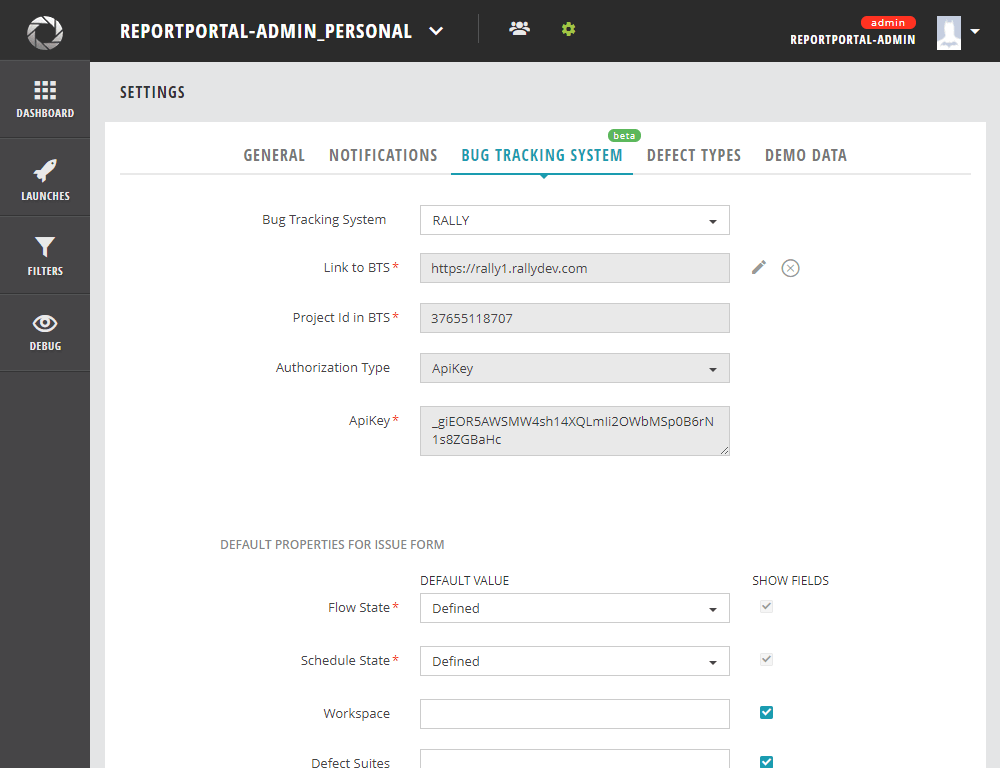 REPORTPORTAL-ADMIN_PERSONAL
admin
REPORTPORTAL-ADMIN
DASHBOARD
LAUNCHES
FILTERS
DEBUG
SETTINGS
GENERAL
NOTIFICATIONS
BUG TRACKING SYSTEM
beta
DEFECT TYPES
DEMO DATA
Bug Tracking System
RALLY
Link to BTS*
https://rally1.rallydev.com
Project Id in BTS*
37655118707
Authorization Type
ApiKey
ApiKey*
_giEOR5AWSMW4sh14XQLmIi2OWbMSp0B6rN
1s8ZGBaHc
DEFAULT PROPERTIES FOR ISSUE FORM
DEFAULT VALUE
SHOW FIELDS
Flow State*
Defined
Schedule State*
Defined
Workspace
Defect Suites